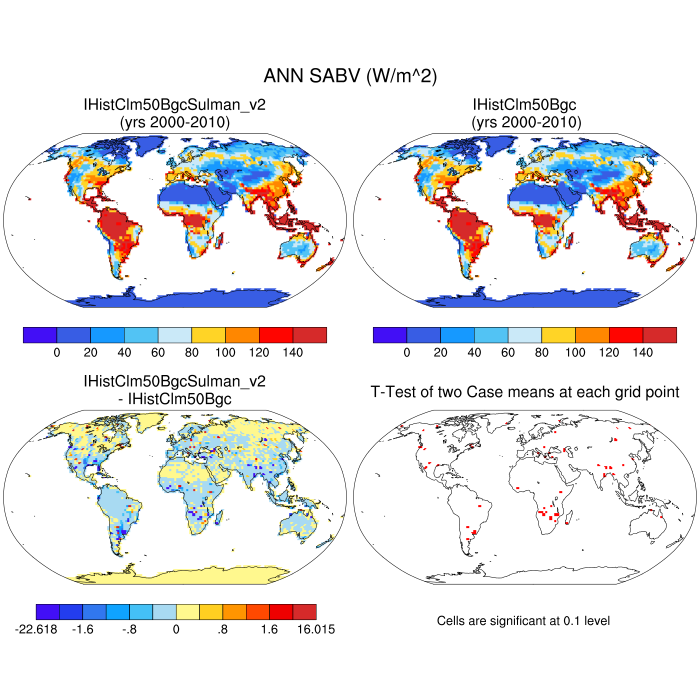 ANN SABV (W/m^2)
IHistClm50BgcSulman_v2
(yrs 2000-2010)
IHistClm50Bgc
(yrs 2000-2010)
0 20 40 60 80 100 120 140
0 20 40 60 80 100 120 140
IHistClm50BgcSulman_v2
- IHistClm50Bgc
T-Test of two Case means at each grid point
-22.618 -1.6 -.8 0 .8 1.6 16.015
Cells are significant at 0.1 level